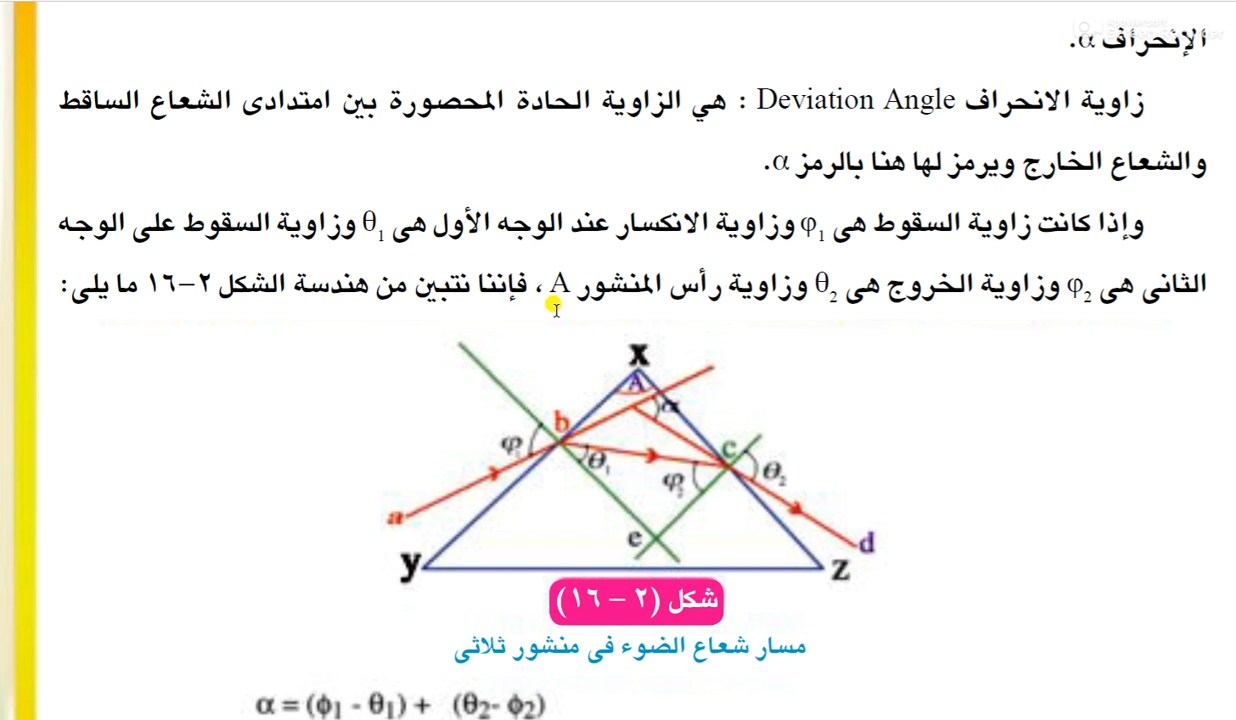 الإنحراف α.
زاوية الانحراف Deviation Angle : هى الزاوية الحادة المحصورة بين امتدادى الشعاع الساقط
والشعاع الخارج ويرمز لها هنا بالرمز α.
وإذا كانت زاوية السقوط هى φ₁ وزاوية الانكسار عند الوجه الأول هى θ₁ وزاوية السقوط على الوجه
الثانى هى φ₂ وزاوية الخروج هى θ₂ وزاوية رأس المنشور A ، فإننا نتبين من هندسة الشكل ٢-١٦ ما يلى :
x
A
α
b
φ₁
θ₁
c
φ₂
θ₂
a
e
d
y
z
شكل (٢ – ١٦)
مسار شعاع الضوء فى منشور ثلاثى
α = (ϕ₁ - θ₁) + (θ₂- ϕ₂)